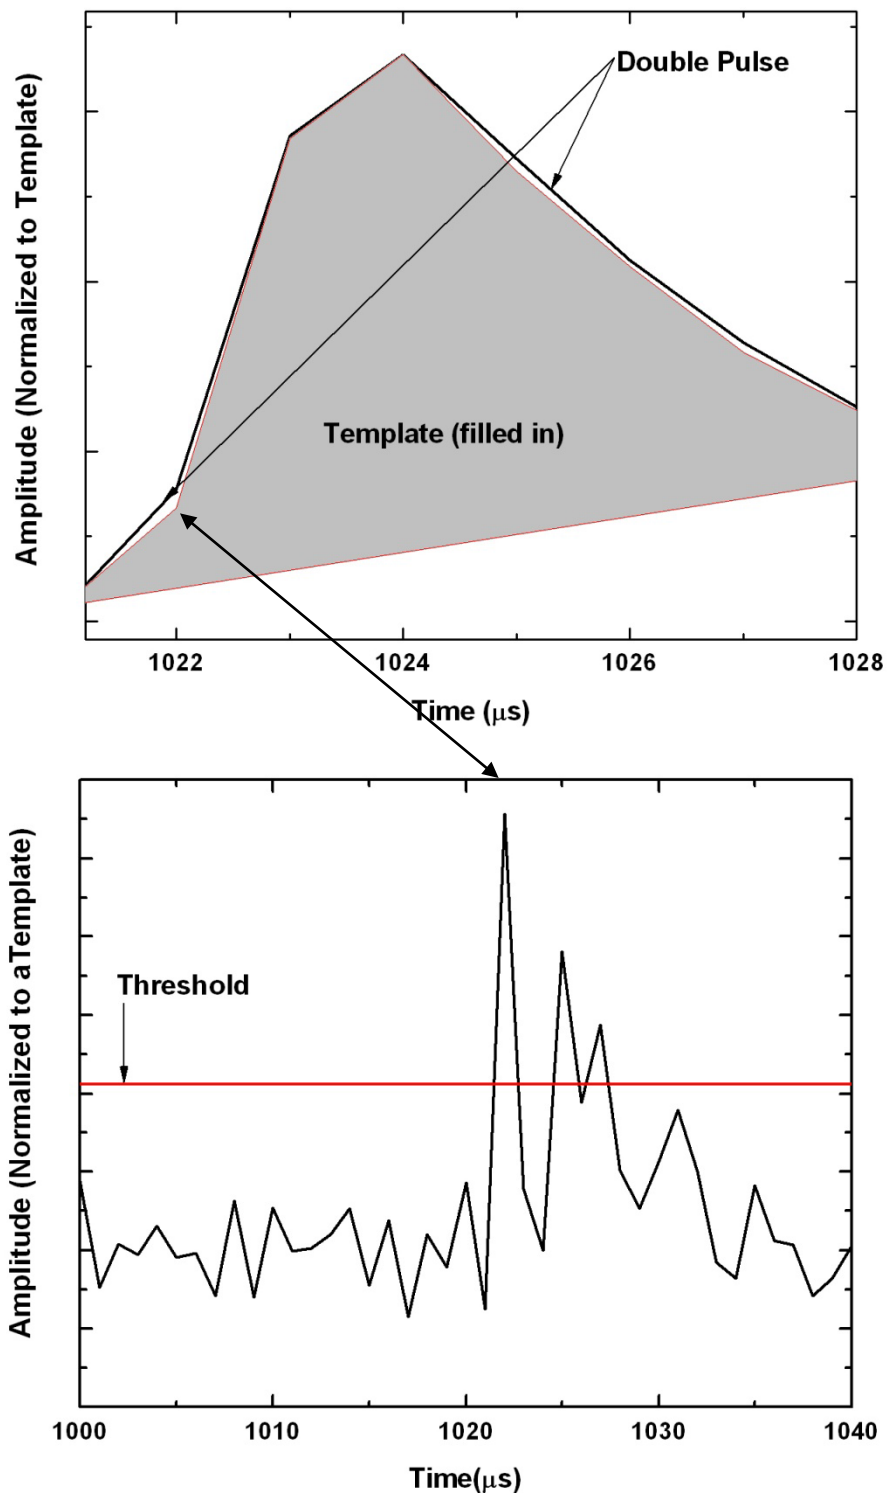 Amplitude (Normalized to Template)
Double Pulse
Template (filled in)
1022 1024 1026 1028
Time (μs)
Amplitude (Normalized to aTemplate)
Threshold
1000 1010 1020 1030 1040
Time(μs)